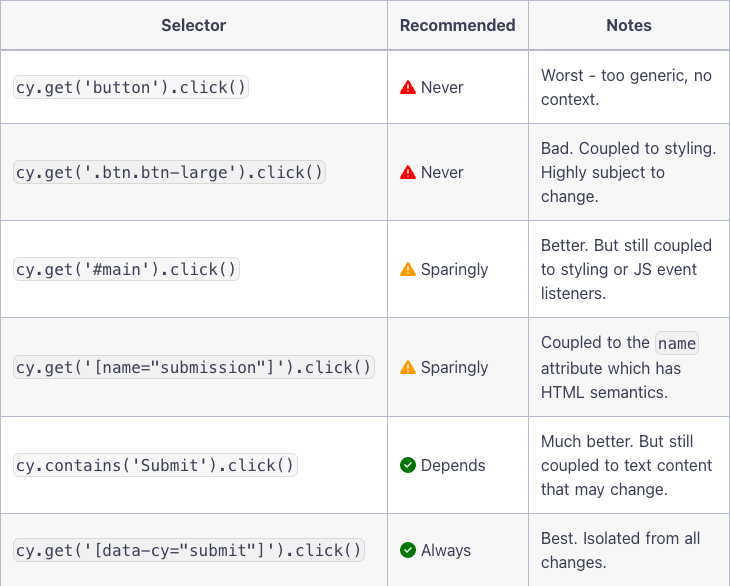 Selector Recommended Notes
cy.get('button').click() Never Worst - too generic, no
context.
cy.get('.btn.btn-large').click() Never Bad. Coupled to styling.
Highly subject to
change.
cy.get('#main').click() Sparingly Better. But still coupled
to styling or JS event
listeners.
cy.get('[name="submission"]').click() Sparingly Coupled to the name
attribute which has
HTML semantics.
cy.contains('Submit').click() Depends Much better. But still
coupled to text content
that may change.
cy.get('[data-cy="submit"]').click() Always Best. Isolated from all
changes.